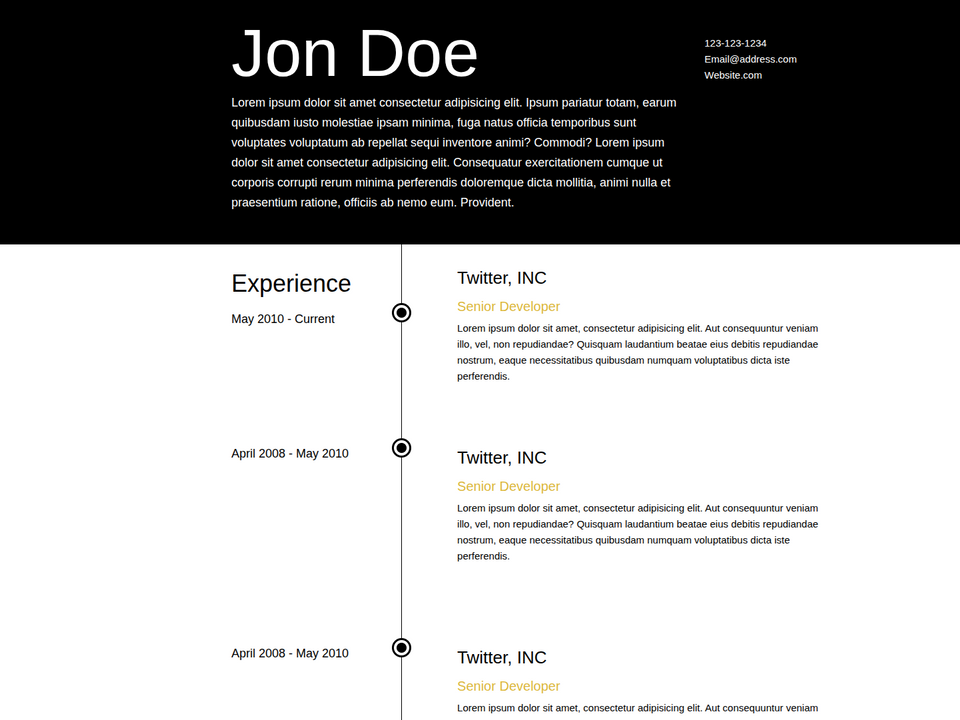 Jon Doe
123-123-1234
Email@address.com
Website.com
Lorem ipsum dolor sit amet consectetur adipisicing elit. Ipsum pariatur totam, earum
quibusdam iusto molestiae ipsam minima, fuga natus officia temporibus sunt
voluptates voluptatum ab repellat sequi inventore animi? Commodi? Lorem ipsum
dolor sit amet consectetur adipisicing elit. Consequatur exercitationem cumque ut
corporis corrupti rerum minima perferendis doloremque dicta mollitia, animi nulla et
praesentium ratione, officiis ab nemo eum. Provident.
Experience
May 2010 - Current
Twitter, INC
Senior Developer
Lorem ipsum dolor sit amet, consectetur adipisicing elit. Aut consequuntur veniam
illo, vel, non repudiandae? Quisquam laudantium beatae eius debitis repudiandae
nostrum, eaque necessitatibus quibusdam numquam voluptatibus dicta iste
perferendis.
April 2008 - May 2010
Twitter, INC
Senior Developer
Lorem ipsum dolor sit amet, consectetur adipisicing elit. Aut consequuntur veniam
illo, vel, non repudiandae? Quisquam laudantium beatae eius debitis repudiandae
nostrum, eaque necessitatibus quibusdam numquam voluptatibus dicta iste
perferendis.
April 2008 - May 2010
Twitter, INC
Senior Developer
Lorem ipsum dolor sit amet, consectetur adipisicing elit. Aut consequuntur veniam